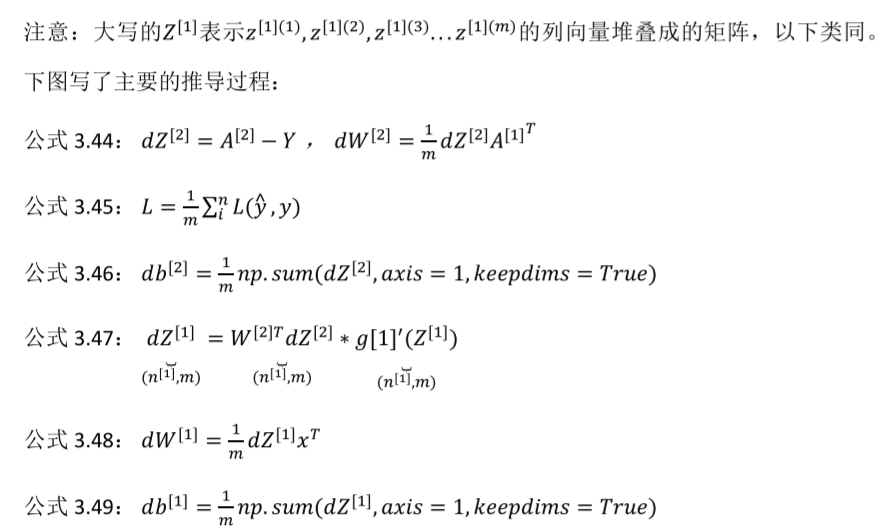 注意：大写的Z^{[1]}表示z^{[1](1)},z^{[1](2)},z^{[1](3)}…z^{[1](m)}的列向量堆叠成的矩阵，以下类同。
下图写了主要的推导过程：
公式 3.44：dZ^{[2]} = A^{[2]} − Y ，dW^{[2]} = \frac{1}{m}dZ^{[2]}A^{[1]^T}
公式 3.45：L = \frac{1}{m}∑_i^n L(ŷ,y)
公式 3.46：db^{[2]} = \frac{1}{m}np.sum(dZ^{[2]},axis = 1,keepdims = True)
公式 3.47：dZ^{[1]} = W^{[2]T}dZ^{[2]} * g[1]′(Z^{[1]})
(n^{[1]},m) (n^{[1]},m) (n^{[1]},m)
公式 3.48：dW^{[1]} = \frac{1}{m}dZ^{[1]}x^T
公式 3.49：db^{[1]} = \frac{1}{m}np.sum(dZ^{[1]},axis = 1,keepdims = True)